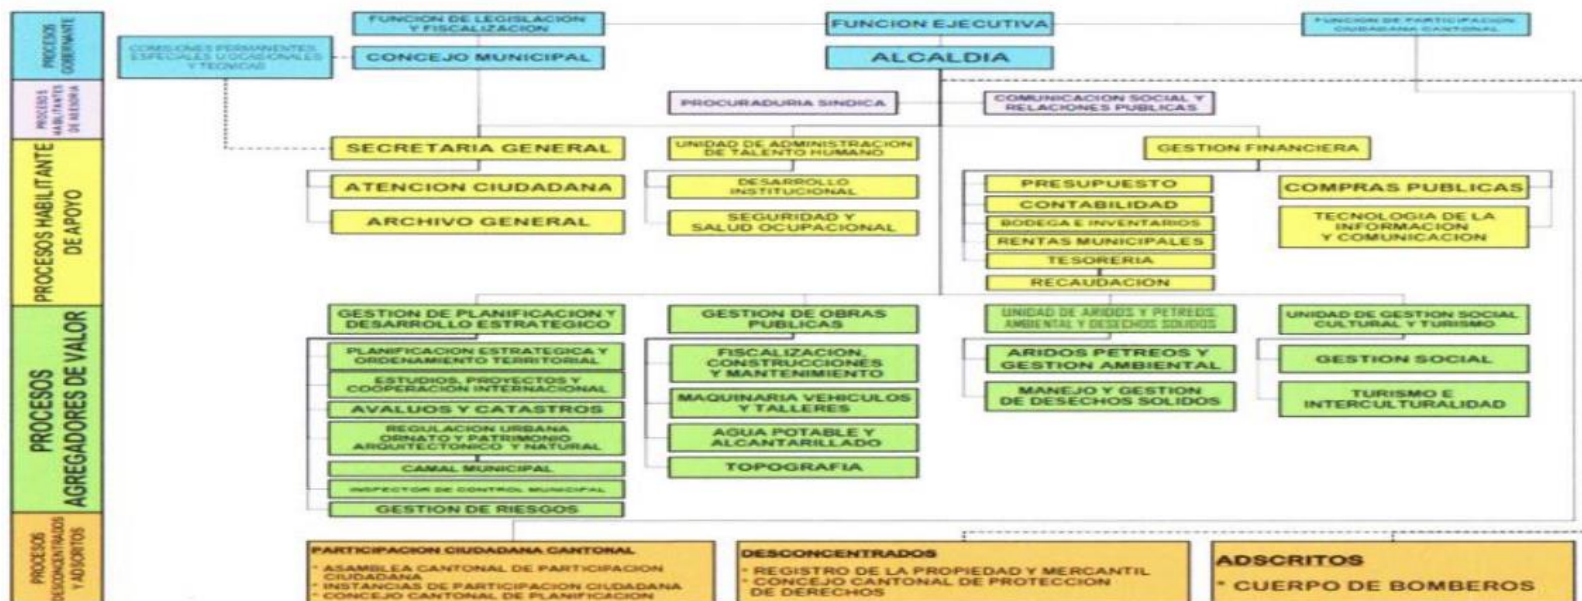 PROCESOS
GOBERNANTE
FUNCION DE LEGISLACION
Y FISCALIZACION
FUNCION EJECUTIVA
FUNCION DE PARTICIPACION
CIUDADANA CANTONAL
COMISIONES PERMANENTES,
ESPECIALES U OCASIONALES
Y TECNICAS
CONCEJO MUNICIPAL
ALCALDIA
PROCESOS
HABILITANTES
DE ASESORIA
PROCURADURIA SINDICA
COMUNICACION SOCIAL Y
RELACIONES PUBLICAS
PROCESOS HABILITANTE
DE APOYO
SECRETARIA GENERAL
ATENCION CIUDADANA
ARCHIVO GENERAL
UNIDAD DE ADMINISTRACION
DE TALENTO HUMANO
DESARROLLO
INSTITUCIONAL
SEGURIDAD Y
SALUD OCUPACIONAL
GESTION FINANCIERA
PRESUPUESTO
CONTABILIDAD
BODEGA E INVENTARIOS
RENTAS MUNICIPALES
TESORERIA
RECAUDACION
COMPRAS PUBLICAS
TECNOLOGIA DE LA
INFORMACION
Y COMUNICACION
PROCESOS
AGREGADORES DE VALOR
GESTION DE PLANIFICACION Y
DESARROLLO ESTRATEGICO
PLANIFICACION ESTRATEGICA Y
ORDENAMIENTO TERRITORIAL
ESTUDIOS, PROYECTOS Y
COOPERACION INTERNACIONAL
AVALUOS Y CATASTROS
REGULACION URBANA
ORNATO Y PATRIMONIO
ARQUITECTONICO Y NATURAL
CAMAL MUNICIPAL
INSPECTOR DE CONTROL MUNICIPAL
GESTION DE RIESGOS
GESTION DE OBRAS
PUBLICAS
FISCALIZACION,
CONSTRUCCIONES
Y MANTENIMIENTO
MAQUINARIA VEHICULOS
Y TALLERES
AGUA POTABLE Y
ALCANTARILLADO
TOPOGRAFIA
UNIDAD DE ARIDOS Y PETREOS,
AMBIENTAL Y DESECHOS SOLIDOS
ARIDOS PETREOS Y
GESTION AMBIENTAL
MANEJO Y GESTION
DE DESECHOS SOLIDOS
UNIDAD DE GESTION SOCIAL
CULTURAL Y TURISMO
GESTION SOCIAL
TURISMO E
INTERCULTURALIDAD
PROCESOS
DESCONCENTRADOS
Y ADSCRITOS
PARTICIPACION CIUDADANA CANTONAL
* ASAMBLEA CANTONAL DE PARTICIPACION
CIUDADANA
* INSTANCIAS DE PARTICIPACION CIUDADANA
* CONCEJO CANTONAL DE PLANIFICACION
DESCONCENTRADOS
* REGISTRO DE LA PROPIEDAD Y MERCANTIL
* CONCEJO CANTONAL DE PROTECCION
DE DERECHOS
ADSCRITOS
* CUERPO DE BOMBEROS